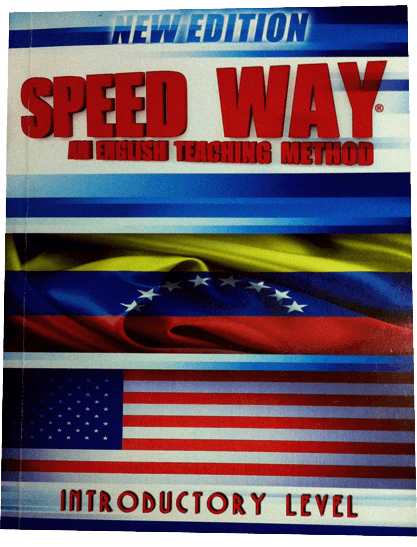 NEW EDITION
SPEED WAY®
AN ENGLISH TEACHING METHOD
INTRODUCTORY LEVEL